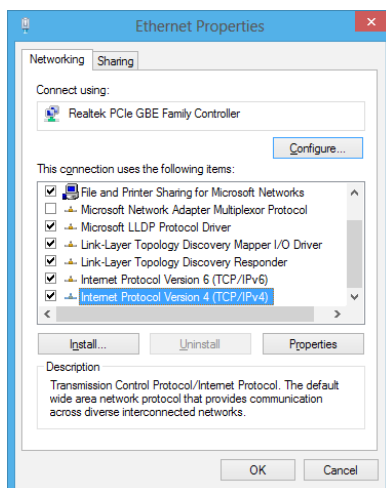 Ethernet Properties
Networking
Sharing
Connect using:
Realtek PCIe GBE Family Controller
Configure...
This connection uses the following items:
File and Printer Sharing for Microsoft Networks
Microsoft Network Adapter Multiplexor Protocol
Microsoft LLDP Protocol Driver
Link-Layer Topology Discovery Mapper I/O Driver
Link-Layer Topology Discovery Responder
Internet Protocol Version 6 (TCP/IPv6)
Internet Protocol Version 4 (TCP/IPv4)
Install...
Uninstall
Properties
Description
Transmission Control Protocol/Internet Protocol. The default
wide area network protocol that provides communication
across diverse interconnected networks.
OK
Cancel